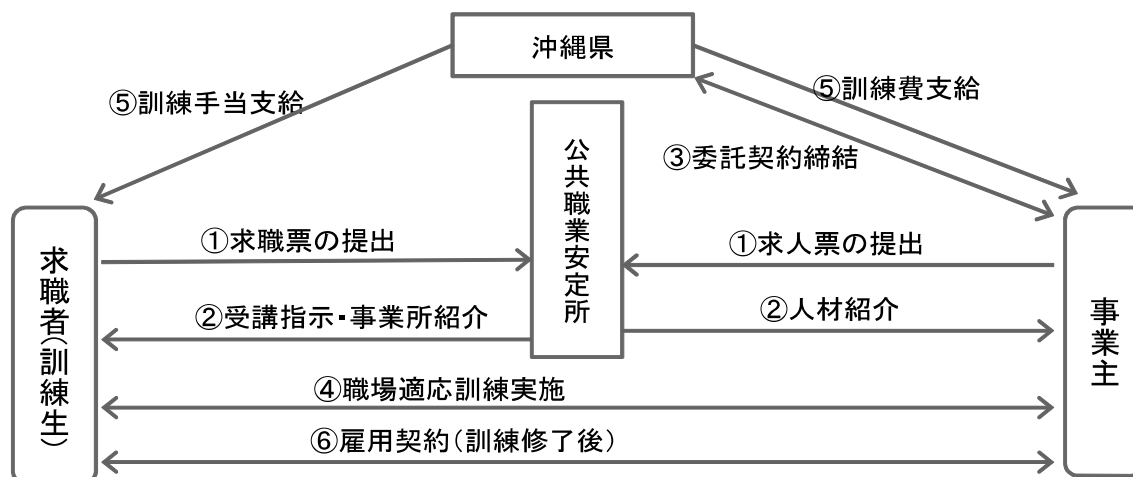 沖縄県
⑤訓練手当支給
⑤訓練費支給
③委託契約締結
公共職業安定所
①求職票の提出
①求人票の提出
求職者(訓練生)
②受講指示・事業所紹介
②人材紹介
事業主
④職場適応訓練実施
⑥雇用契約(訓練修了後)